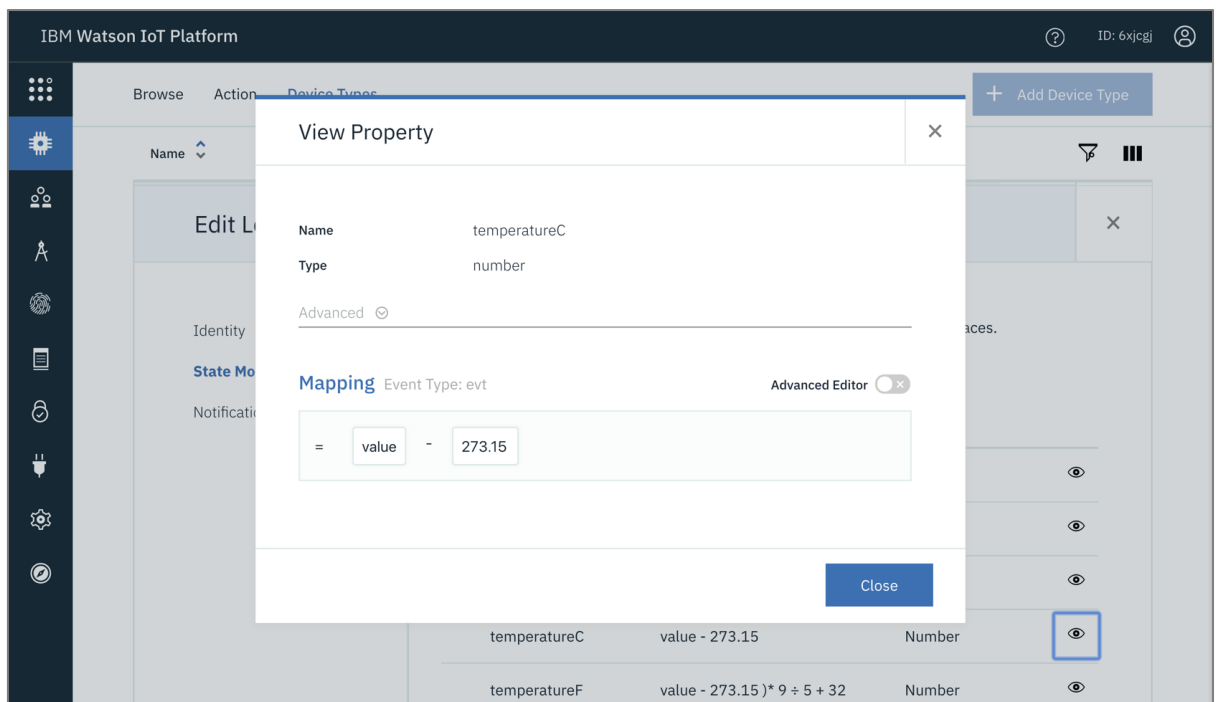 IBM Watson IoT Platform
ID: 6xjcgj
Browse Action Device Types
+ Add Device Type
View Property
Name
Edit L
Name temperatureC
Type number
Advanced
Identity
aces.
State Mo
Mapping Event Type: evt Advanced Editor
Notificati
= value - 273.15
Close
temperatureC value - 273.15 Number
temperatureF value - 273.15 )* 9 ÷ 5 + 32 Number